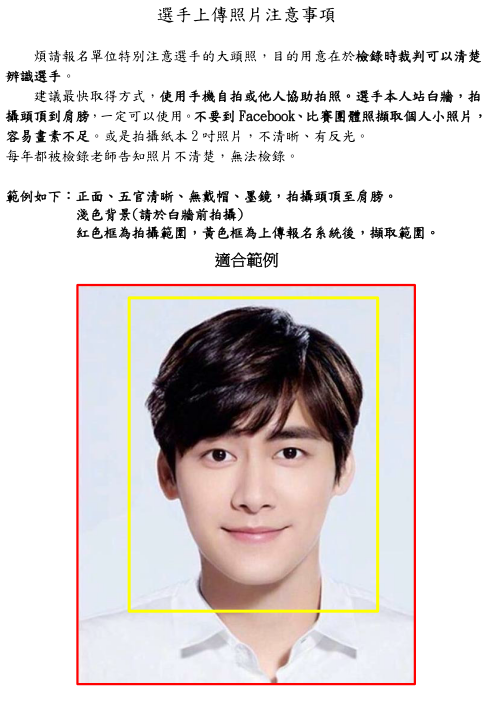 選手上傳照片注意事項
煩請報名單位特別注意選手的大頭照，目的用意在於檢錄時裁判可以清楚
辨識選手。
建議最快取得方式，使用手機自拍或他人協助拍照。選手本人站白牆，拍
攝頭頂到肩膀，一定可以使用。不要到 Facebook、比賽團體照擷取個人小照片，
容易畫素不足。或是拍攝紙本 2 吋照片，不清晰、有反光。
每年都被檢錄老師告知照片不清楚，無法檢錄。
範例如下：正面、五官清晰、無戴帽、墨鏡，拍攝頭頂至肩膀。
淺色背景(請於白牆前拍攝)
紅色框為拍攝範圍，黃色框為上傳報名系統後，擷取範圍。
適合範例